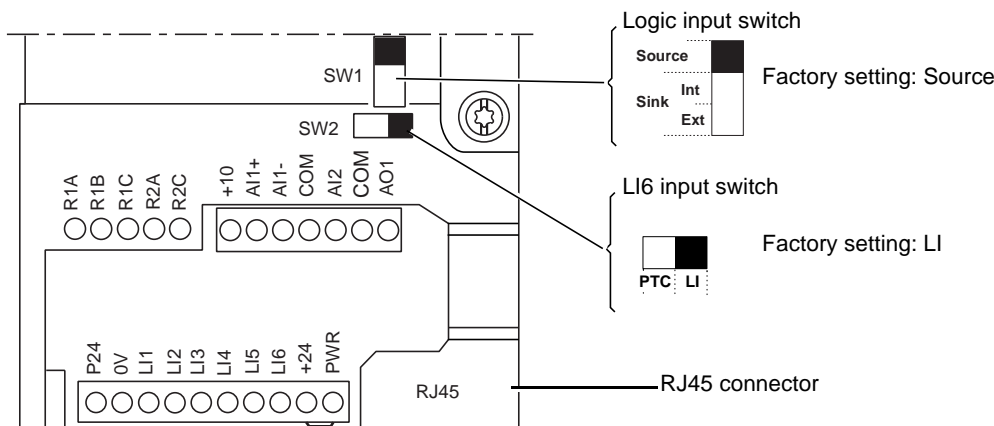 Logic input switch
Source
Sink
Int
Ext
Factory setting: Source
SW1
SW2
LI6 input switch
PTC LI
Factory setting: LI
R1A R1B R1C R2A R2C
+10 AI1+ AI1- COM AI2 COM AO1
P24 0V LI1 LI2 LI3 LI4 LI5 LI6 +24 PWR
RJ45
RJ45 connector